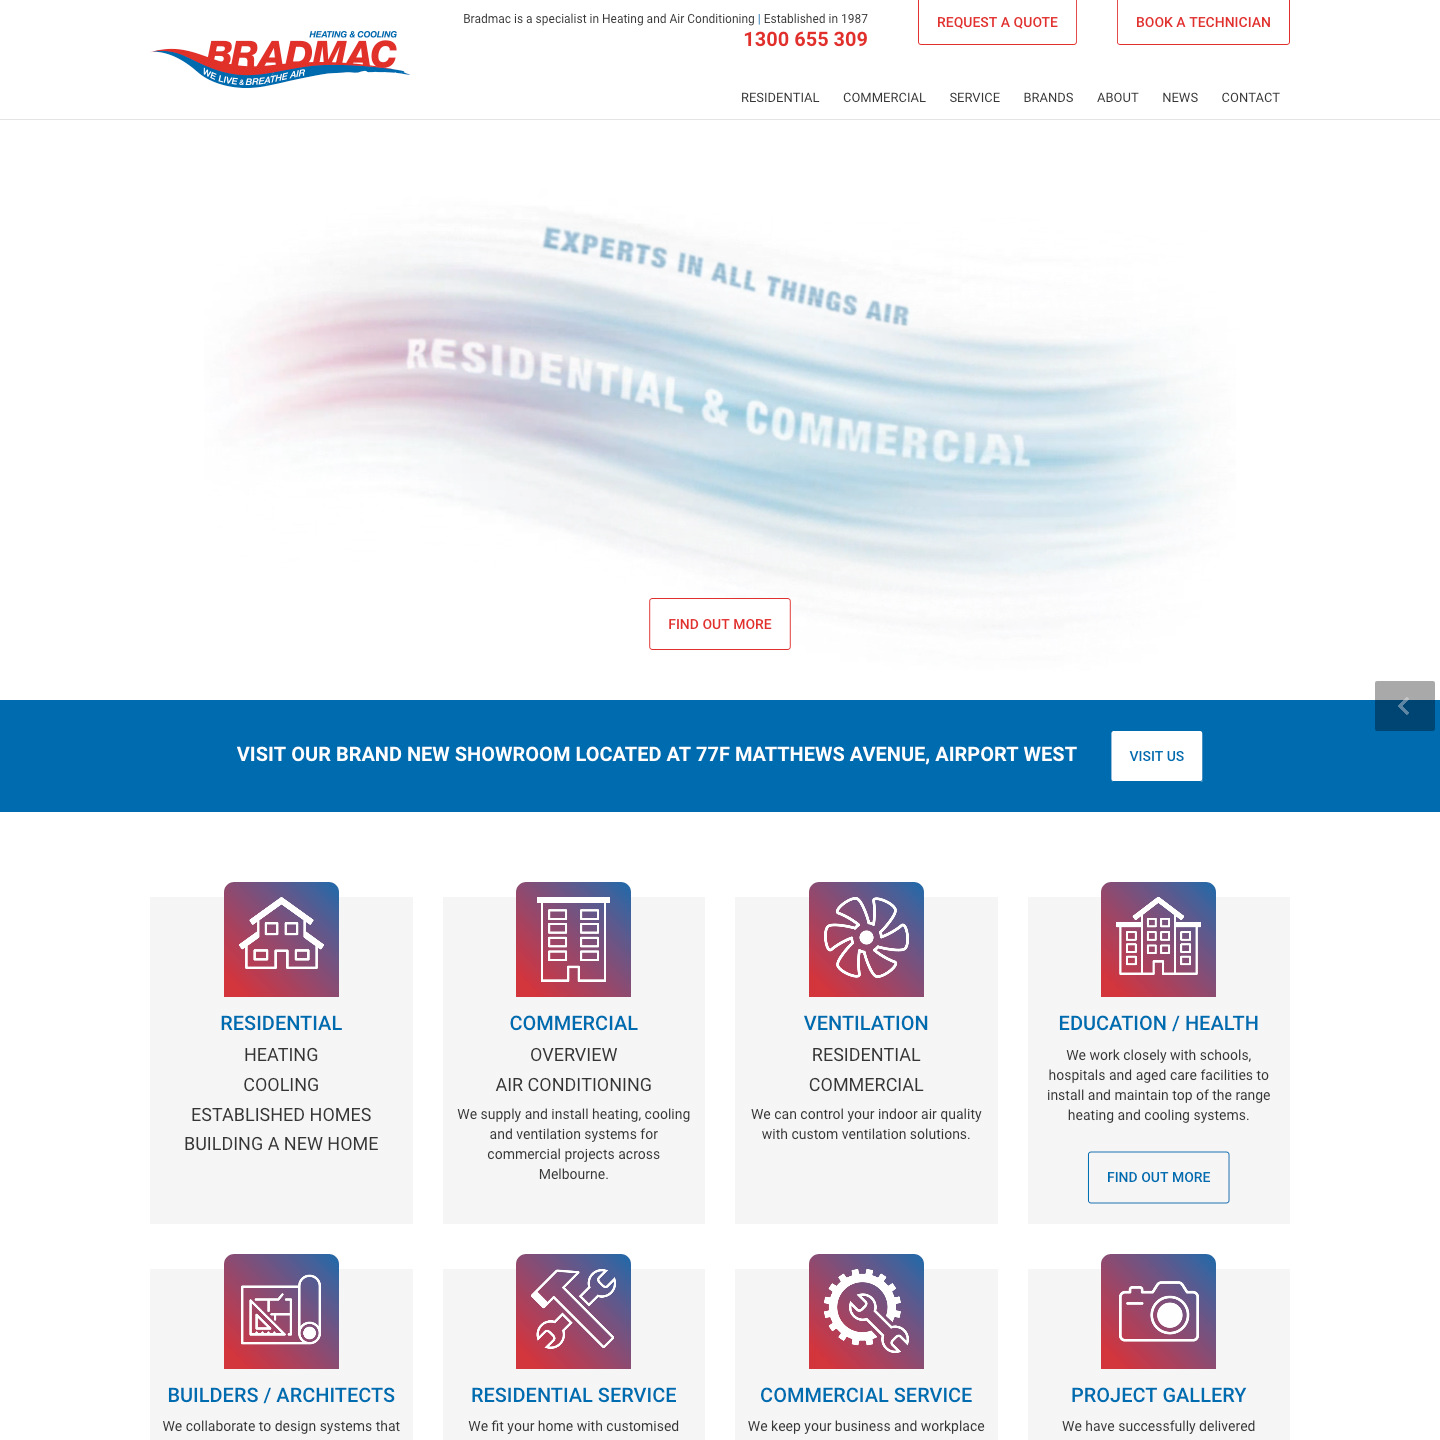 HEATING & COOLING
BRADMAC
WE LIVE & BREATHE AIR
Bradmac is a specialist in Heating and Air Conditioning | Established in 1987
1300 655 309
REQUEST A QUOTE
BOOK A TECHNICIAN
RESIDENTIAL COMMERCIAL SERVICE BRANDS ABOUT NEWS CONTACT
EXPERTS IN ALL THINGS AIR
RESIDENTIAL & COMMERCIAL
FIND OUT MORE
VISIT OUR BRAND NEW SHOWROOM LOCATED AT 77F MATTHEWS AVENUE, AIRPORT WEST
VISIT US
RESIDENTIAL
HEATING
COOLING
ESTABLISHED HOMES
BUILDING A NEW HOME
COMMERCIAL
OVERVIEW
AIR CONDITIONING
We supply and install heating, cooling
and ventilation systems for
commercial projects across
Melbourne.
VENTILATION
RESIDENTIAL
COMMERCIAL
We can control your indoor air quality
with custom ventilation solutions.
EDUCATION / HEALTH
We work closely with schools,
hospitals and aged care facilities to
install and maintain top of the range
heating and cooling systems.
FIND OUT MORE
BUILDERS / ARCHITECTS
We collaborate to design systems that
RESIDENTIAL SERVICE
We fit your home with customised
COMMERCIAL SERVICE
We keep your business and workplace
PROJECT GALLERY
We have successfully delivered